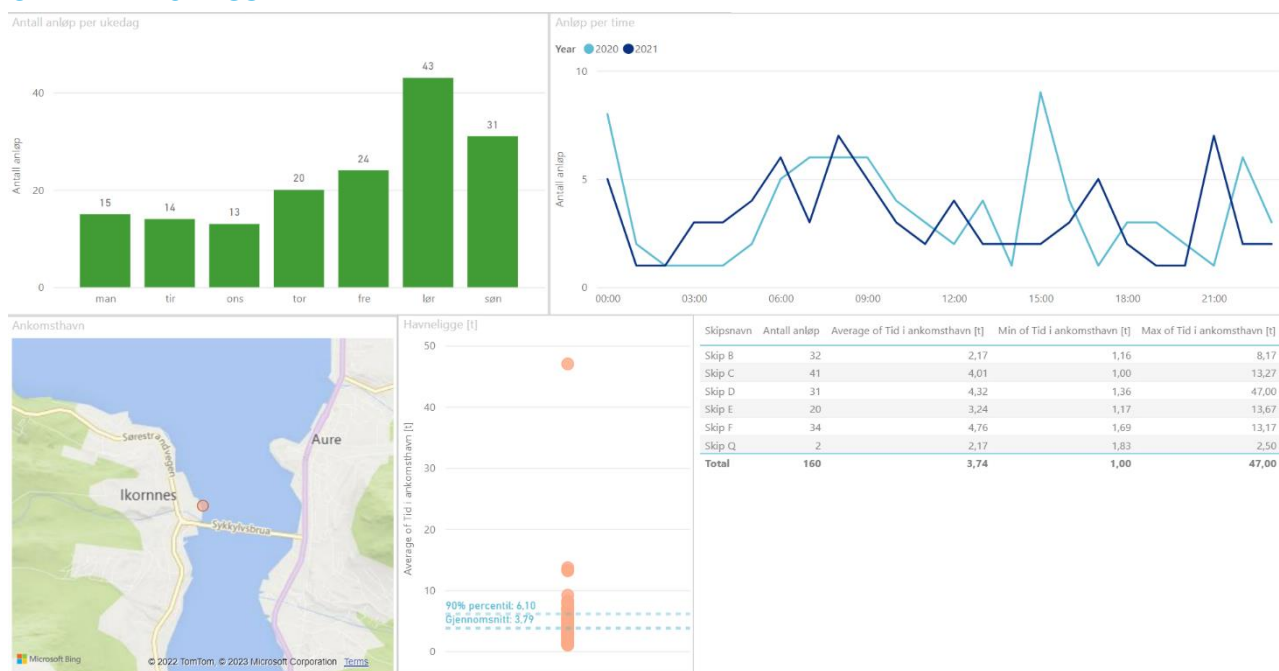 Antall anløp per ukedag
40
20
0
Antall anløp
15
14
13
20
24
43
31
man tir ons tor fre lør søn
Anløp per time
Year 2020 2021
10
5
0
Antall anløp
00:00 03:00 06:00 09:00 12:00 15:00 18:00 21:00
Ankomsthavn
Sørestrandvegen
Aure
Ikornnes
Sykkylvsbrua
Microsoft Bing
© 2022 TomTom, © 2023 Microsoft Corporation Terms
Havneligge [t]
50
40
30
20
10
0
Average of Tid i ankomsthavn [t]
90% percentil: 6,10
Gjennomsnitt: 3,79
Skipsnavn Antall anløp Average of Tid i ankomsthavn [t] Min of Tid i ankomsthavn [t] Max of Tid i ankomsthavn [t]
Skip B 32 2,17 1,16 8,17
Skip C 41 4,01 1,00 13,27
Skip D 31 4,32 1,36 47,00
Skip E 20 3,24 1,17 13,67
Skip F 34 4,76 1,69 13,17
Skip Q 2 2,17 1,83 2,50
Total 160 3,74 1,00 47,00